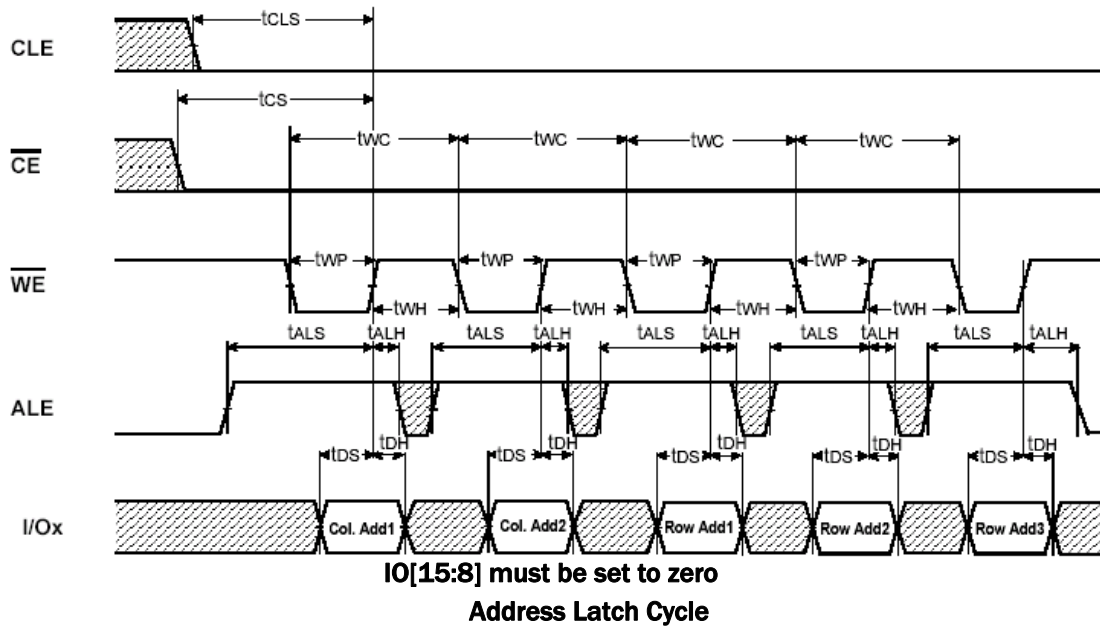 CLE
tCLS
tCS
CE
tWC tWC tWC tWC
WE
tWP tWP tWP tWP
tWH tWH tWH tWH
tALS tALH tALS tALH tALS tALH tALS tALH tALS tALH
ALE
tDS tDH tDS tDH tDS tDH tDS tDH tDS tDH
I/Ox
Col. Add1 Col. Add2 Row Add1 Row Add2 Row Add3
IO[15:8] must be set to zero
Address Latch Cycle